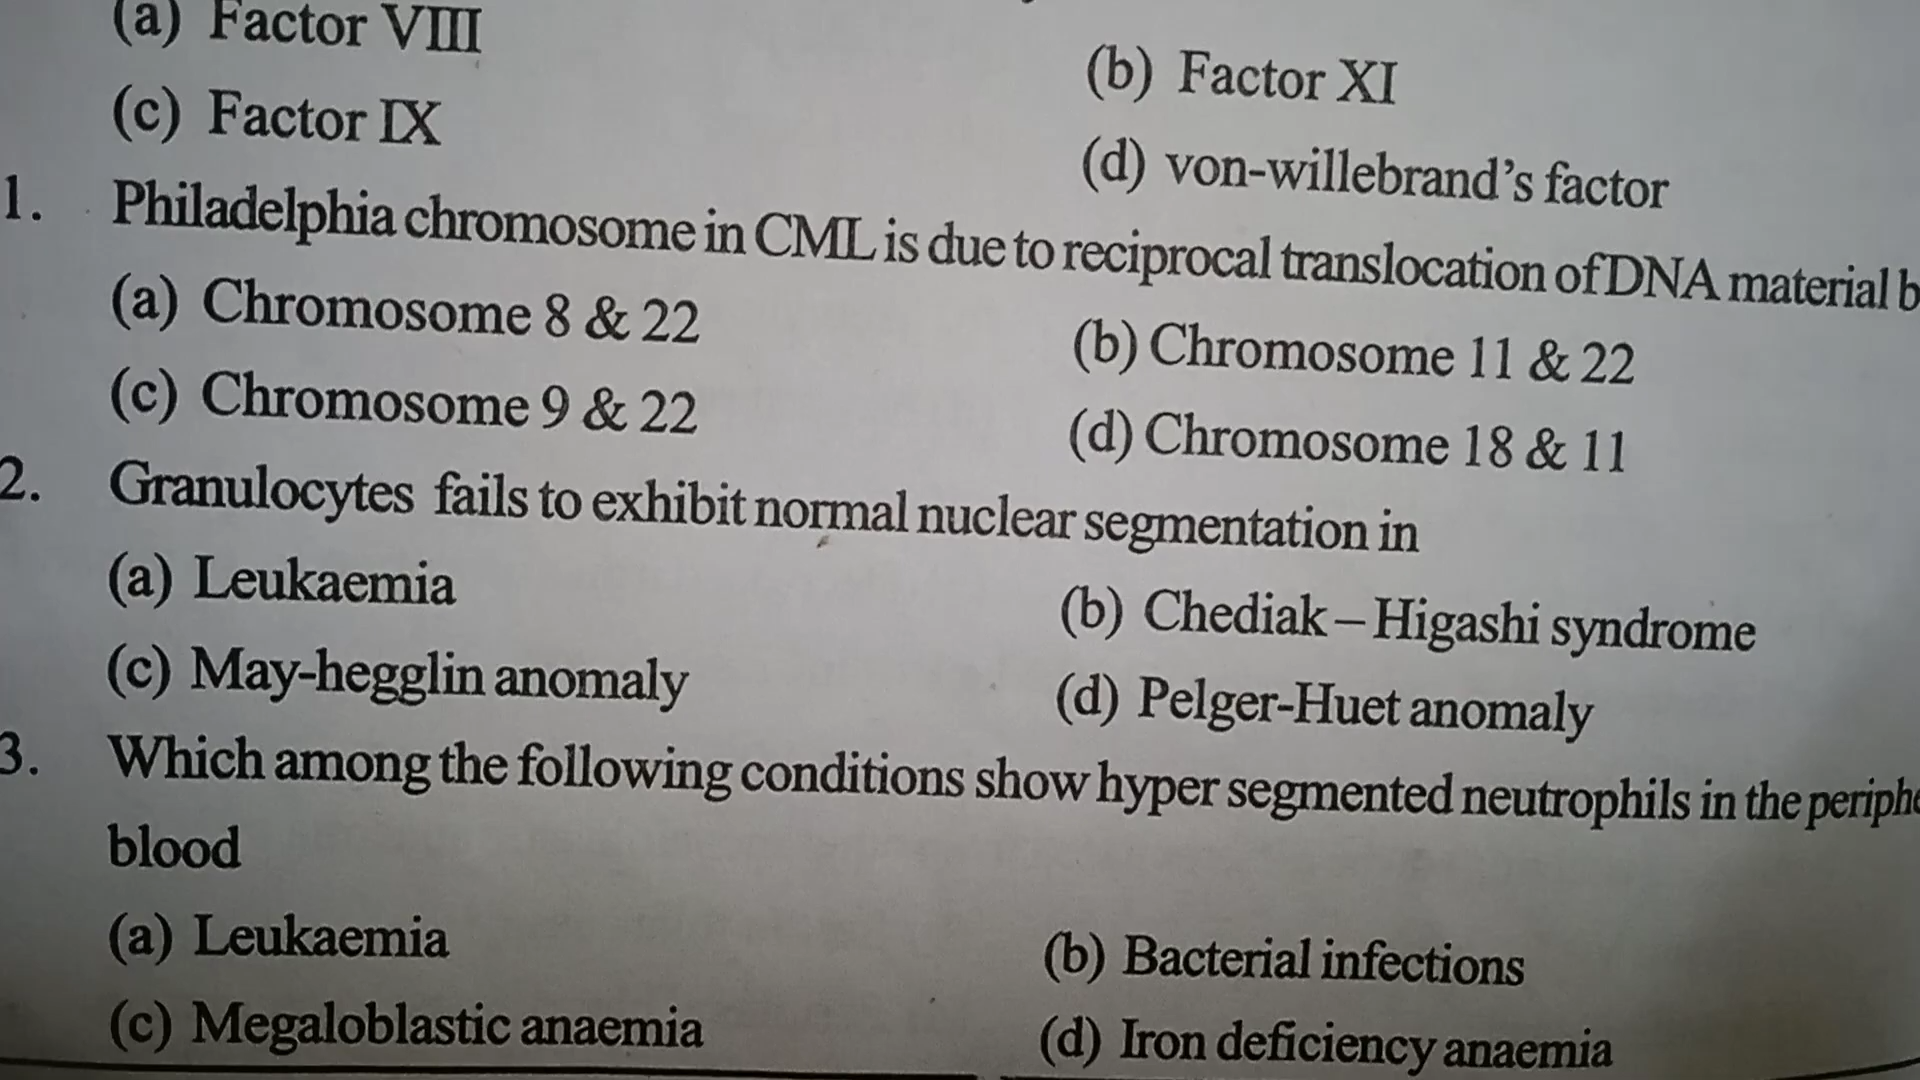 (a) Factor VIII
(b) Factor XI
(c) Factor IX
(d) von-willebrand's factor
1. Philadelphia chromosome in CML is due to reciprocal translocation of DNA material b
(a) Chromosome 8 & 22
(b) Chromosome 11 & 22
(c) Chromosome 9 & 22
(d) Chromosome 18 & 11
2. Granulocytes fails to exhibit normal nuclear segmentation in
(a) Leukaemia
(b) Chediak – Higashi syndrome
(c) May-hegglin anomaly
(d) Pelger-Huet anomaly
3. Which among the following conditions show hyper segmented neutrophils in the periphe
blood
(a) Leukaemia
(b) Bacterial infections
(c) Megaloblastic anaemia
(d) Iron deficiency anaemia